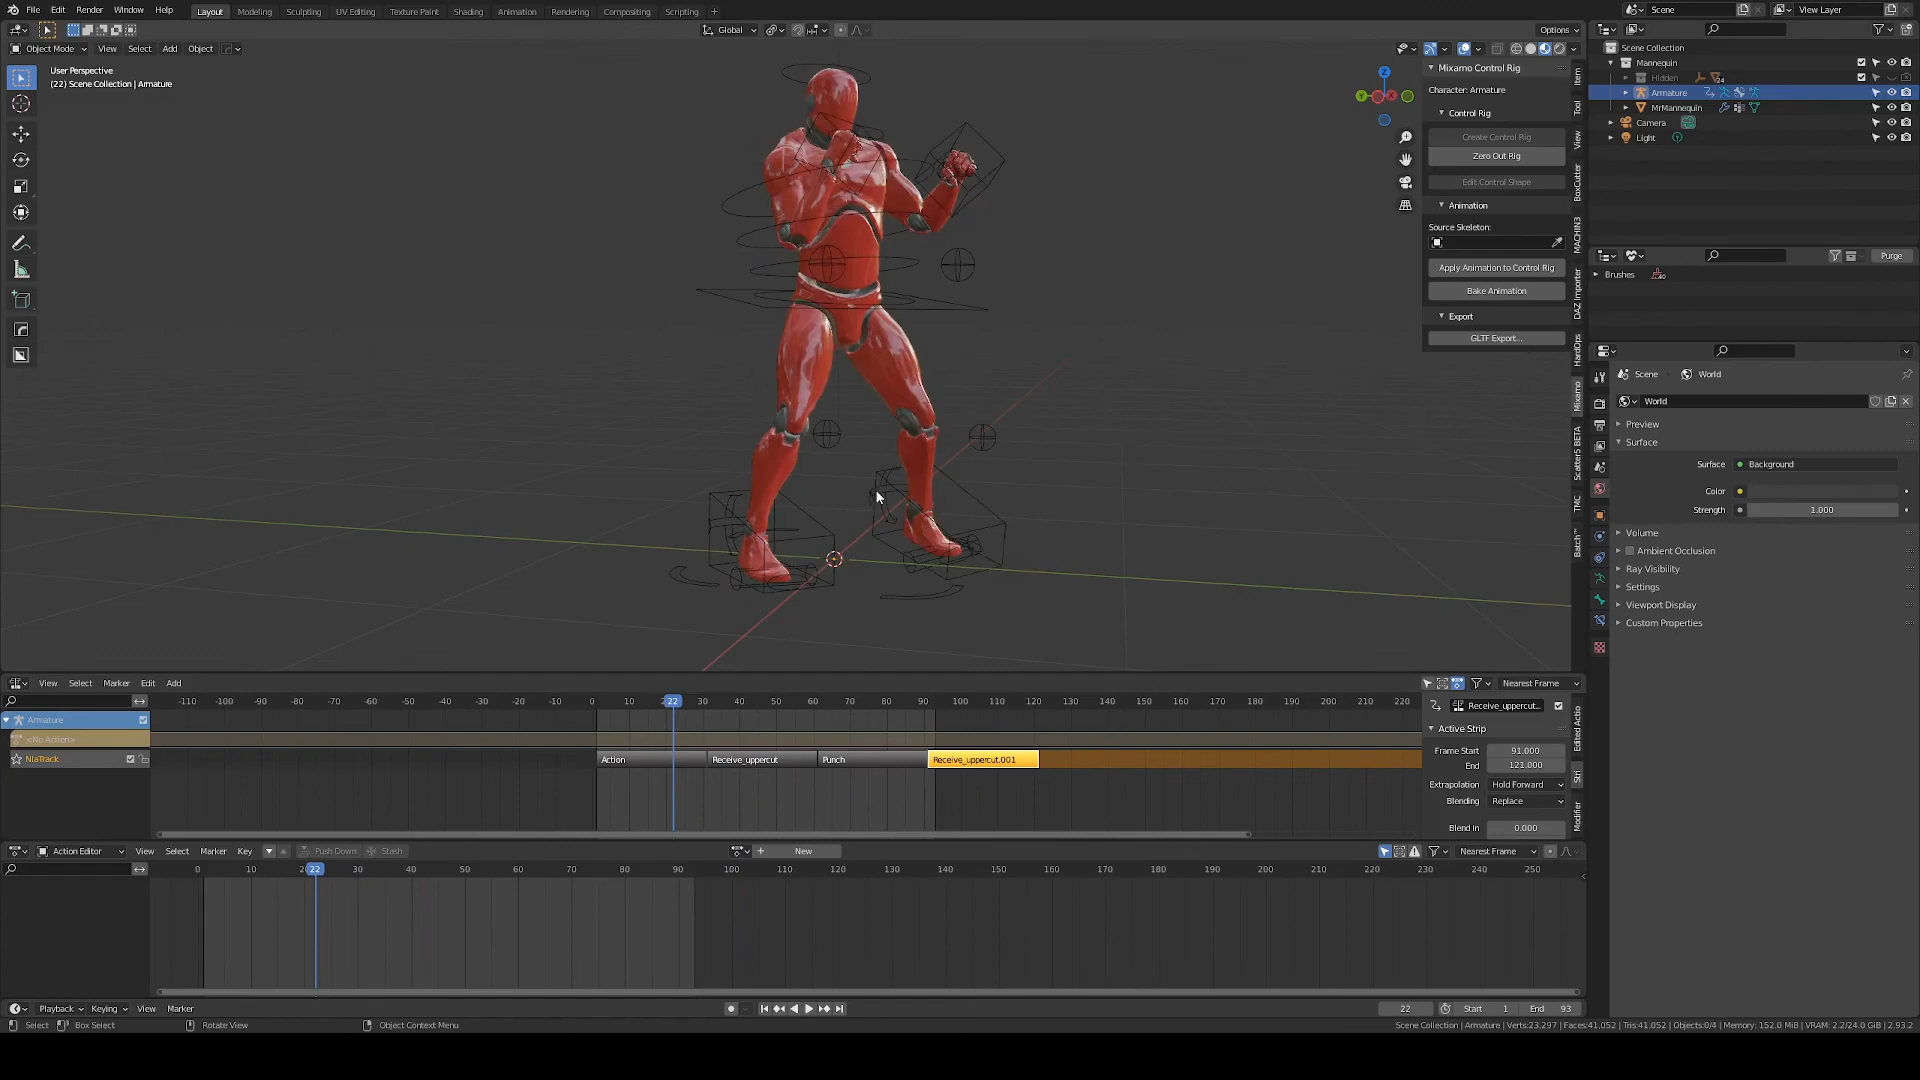 File Edit Render Window Help Layout Modeling Sculpting UV Editing Texture Paint Shading Animation Rendering Compositing Scripting + Scene View Layer
Global Options
Object Mode View Select Add Object
User Perspective
(22) Scene Collection | Armature
Mixamo Control Rig
Character: Armature
Control Rig
Create Control Rig
Zero Out Rig
Edit Control Shape
Animation
Source Skeleton:
Apply Animation to Control Rig
Bake Animation
Export
GLTF Export...
Item
Tool
View
BoxCutter
MACHIN3
DAZ Importer
HardOps
Mixamo
Scatter5 BETA
TMC
Batch™
Z
Y
X
Scene Collection
Mannequin
Hidden
Armature
MrMannequin
Camera
Light
Purge
Brushes
Scene World
World
Preview
Surface
Surface Background
Color
Strength 1.000
Volume
Ambient Occlusion
Ray Visibility
Settings
Viewport Display
Custom Properties
View Select Marker Edit Add Nearest Frame
-110 -90 -80 -70 -60 -50 -40 -30 -20 -10 0 10 22 30 40 50 60 70 80 90 100 110 120 130 140 150 160 170 180 190 200 210 220
Armature
<No Action>
NlaTrack
Action Receive_uppercut Punch Receive_uppercut.001
Receive_uppercut...
Active Strip
Frame Start 91.000
End 121.000
Extrapolation Hold Forward
Blending Replace
Blend In 0.000
Edited Actio
Stri
Modifier
Action Editor View Select Marker Key Push Down Stash + New Nearest Frame
0 10 22 30 40 50 60 70 80 90 100 110 120 130 140 150 160 170 180 190 200 210 220 230 240 250
Playback Keying View Marker 22 Start 1 End 93
Select Box Select Rotate View Object Context Menu Scene Collection | Armature | Verts:23,297 | Faces:41,052 | Tris:41,052 | Objects:0/4 | Memory: 152.0 MiB | VRAM: 2.2/24.0 GiB | 2.93.2